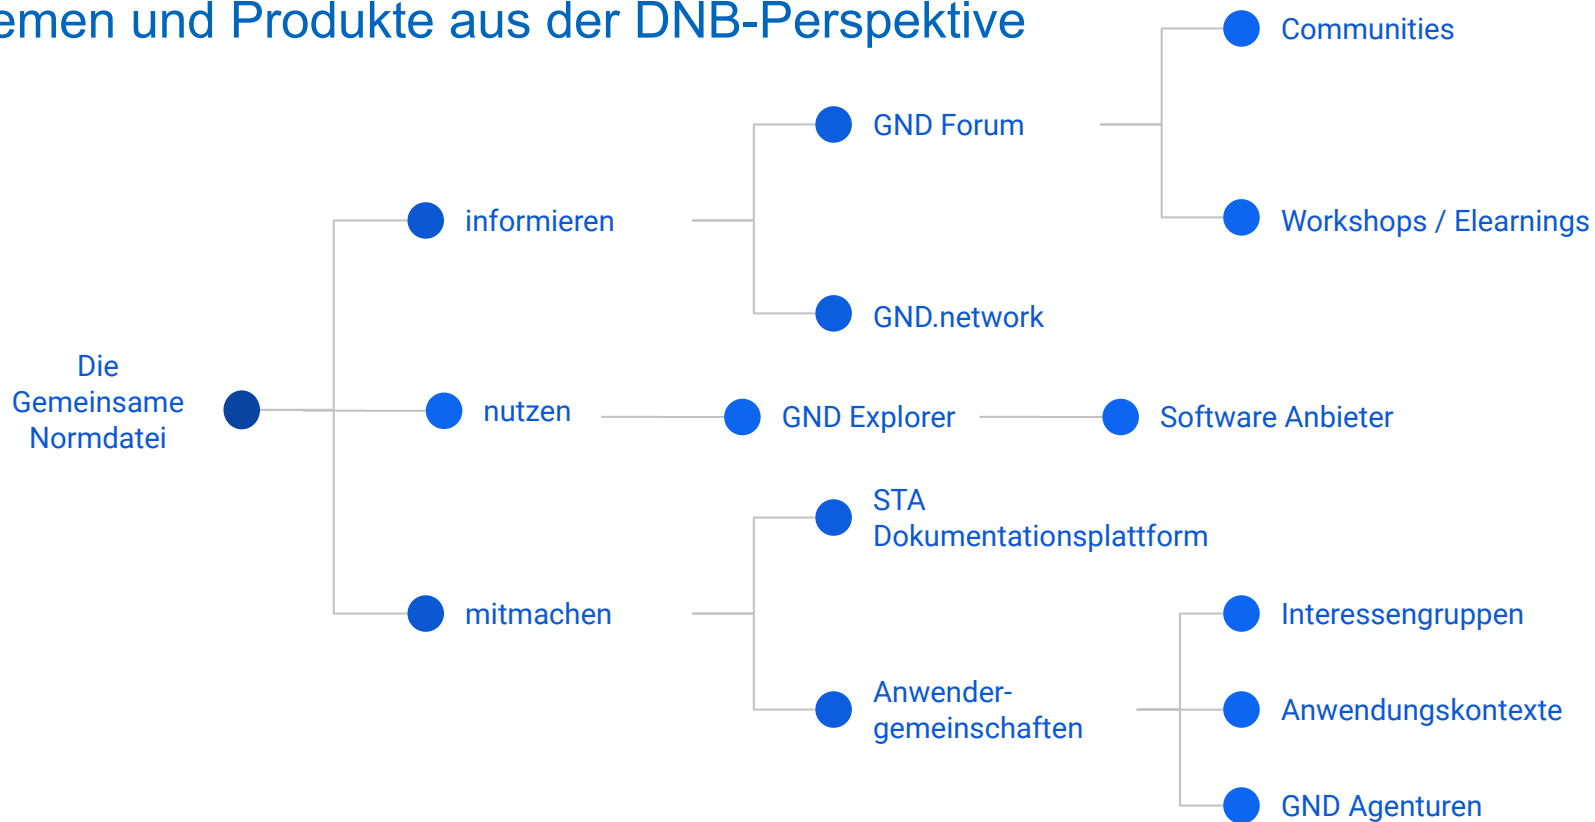 emen und Produkte aus der DNB-Perspektive
Die
Gemeinsame
Normdatei
informieren
GND Forum
Communities
Workshops / Elearnings
GND.network
nutzen
GND Explorer
Software Anbieter
mitmachen
STA
Dokumentationsplattform
Anwender-
gemeinschaften
Interessengruppen
Anwendungskontexte
GND Agenturen